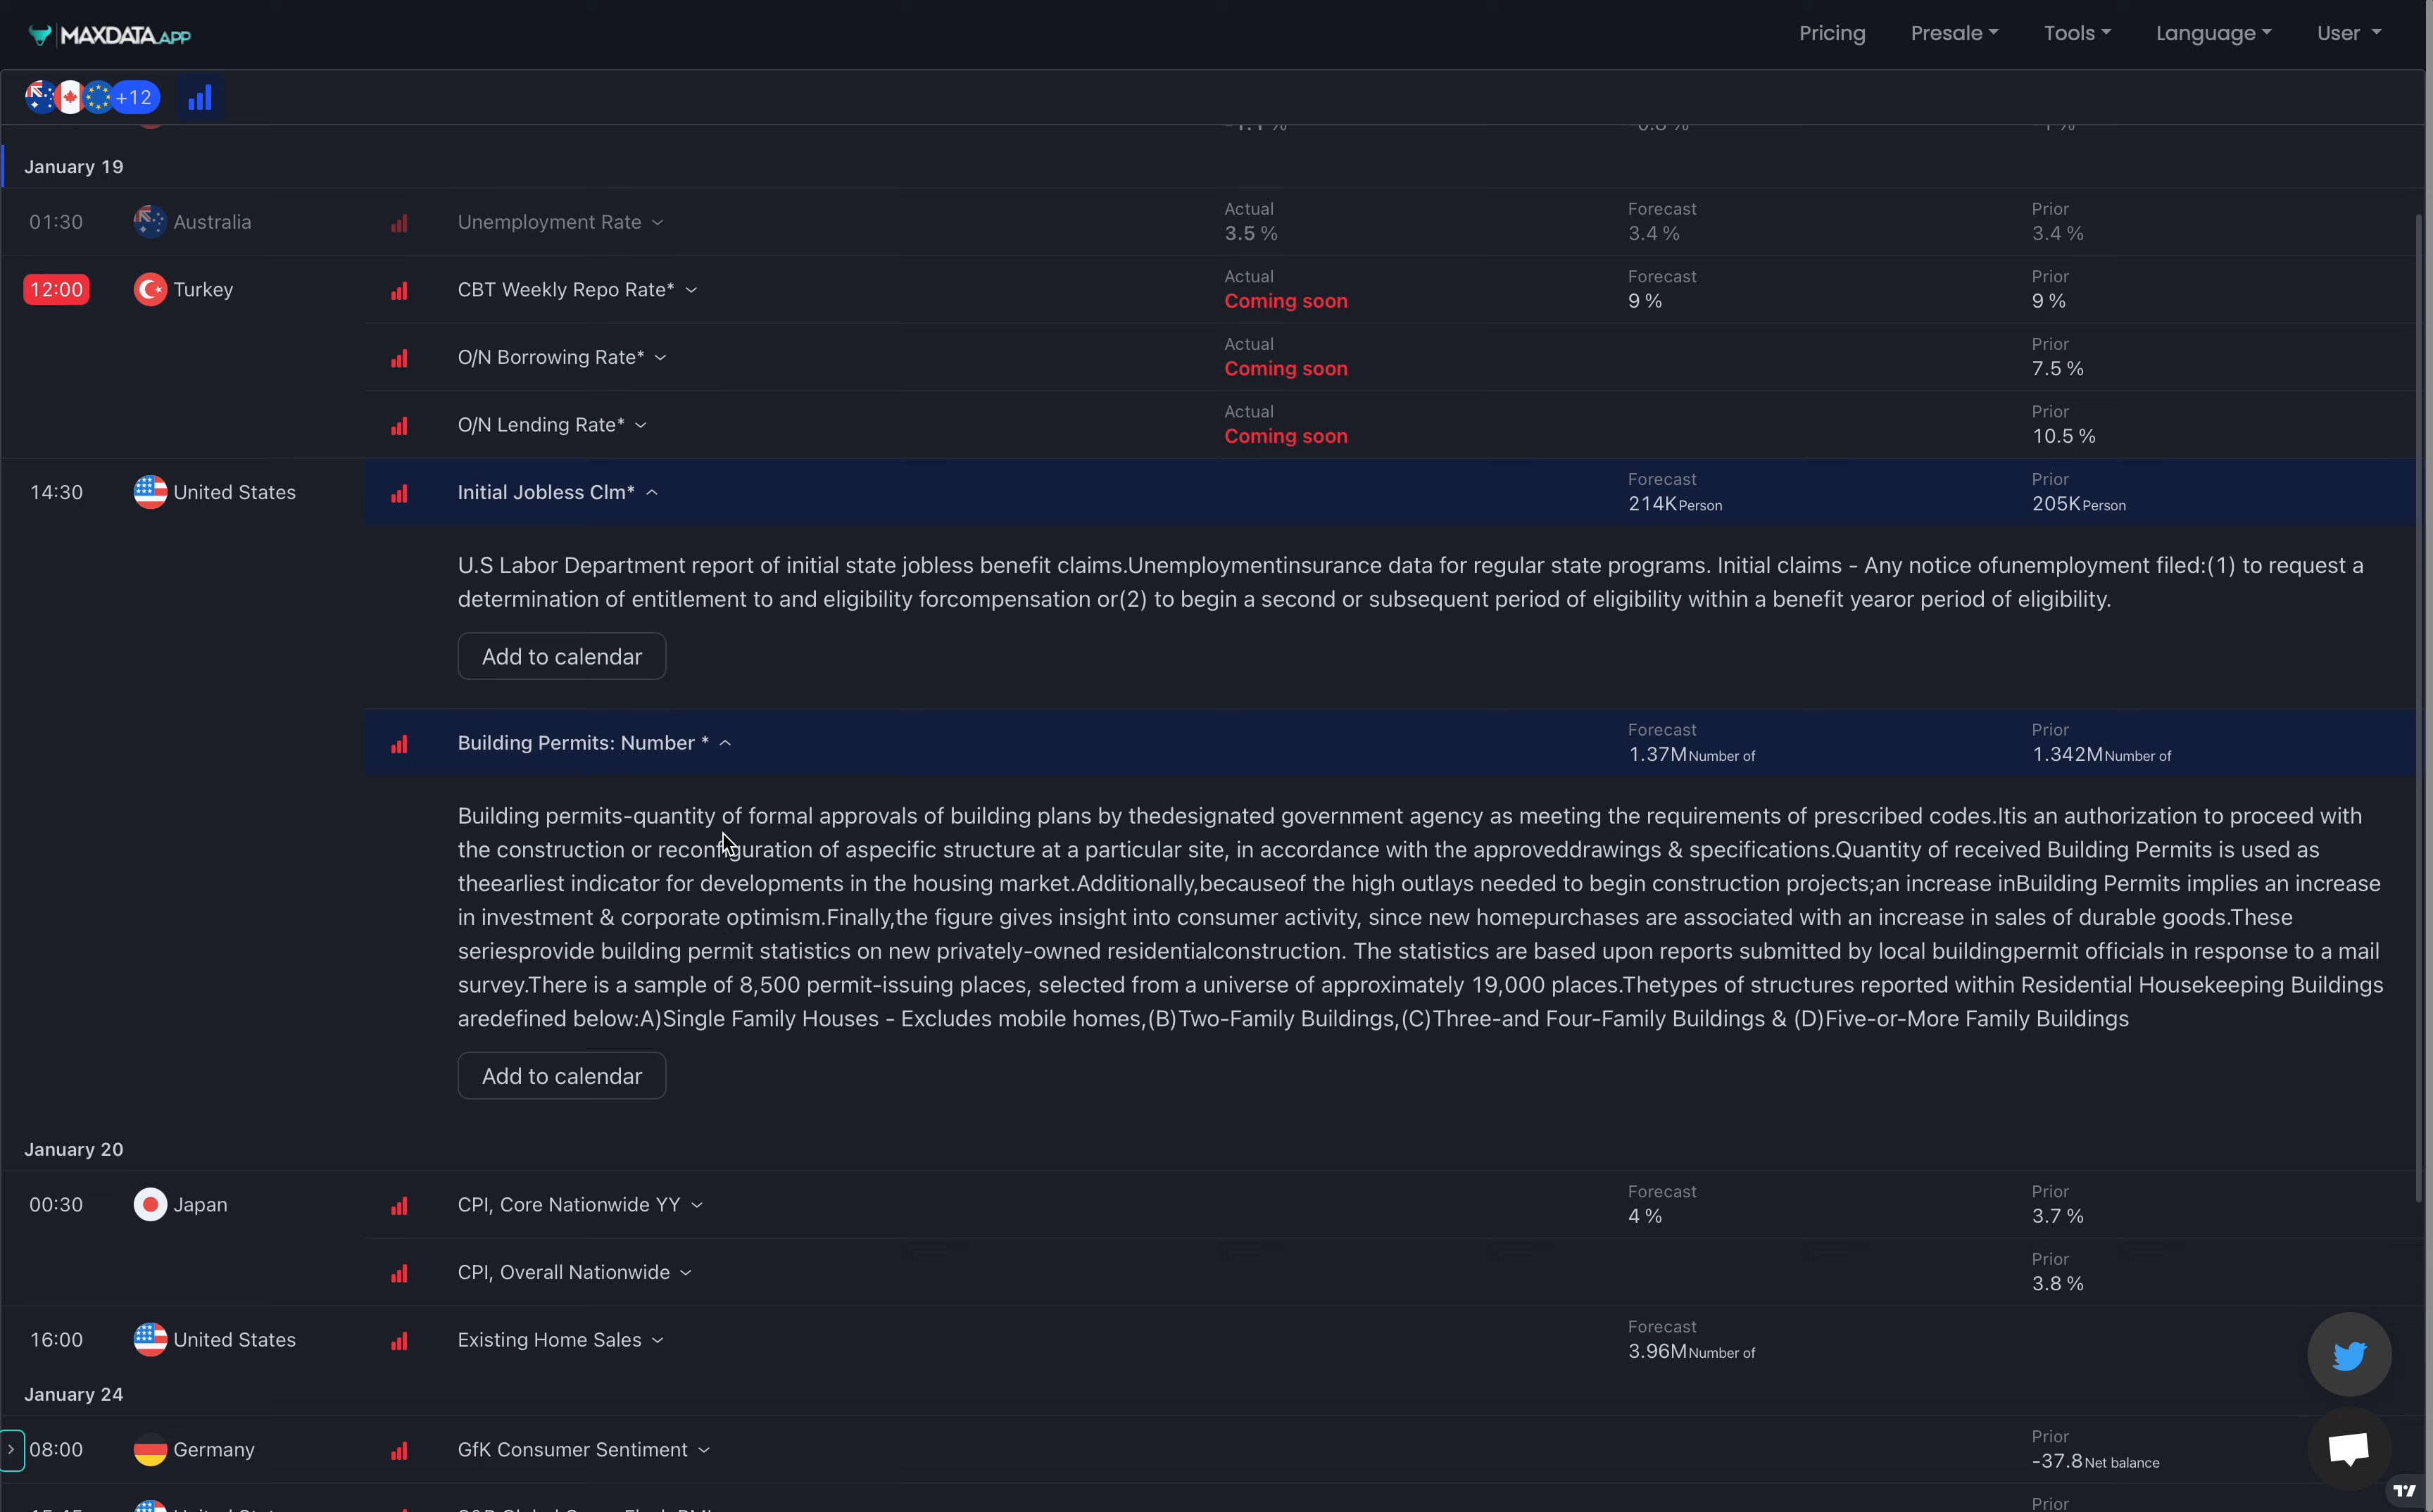 MAXDATA.APP
Pricing
Presale
Tools
Language
User
+12
January 19
01:30
Australia
Unemployment Rate
Actual
3.5 %
Forecast
3.4 %
Prior
3.4 %
12:00
Turkey
CBT Weekly Repo Rate*
Actual
Coming soon
Forecast
9 %
Prior
9 %
O/N Borrowing Rate*
Actual
Coming soon
Prior
7.5 %
O/N Lending Rate*
Actual
Coming soon
Prior
10.5 %
14:30
United States
Initial Jobless Clm*
Forecast
214K Person
Prior
205K Person
U.S Labor Department report of initial state jobless benefit claims.Unemploymentinsurance data for regular state programs. Initial claims - Any notice ofunemployment filed:(1) to request a
determination of entitlement to and eligibility forcompensation or(2) to begin a second or subsequent period of eligibility within a benefit yearor period of eligibility.
Add to calendar
Building Permits: Number *
Forecast
1.37M Number of
Prior
1.342M Number of
Building permits-quantity of formal approvals of building plans by thedesignated government agency as meeting the requirements of prescribed codes.Itis an authorization to proceed with
the construction or reconfiguration of aspecific structure at a particular site, in accordance with the approveddrawings & specifications.Quantity of received Building Permits is used as
theearliest indicator for developments in the housing market.Additionally,becauseof the high outlays needed to begin construction projects;an increase inBuilding Permits implies an increase
in investment & corporate optimism.Finally,the figure gives insight into consumer activity, since new homepurchases are associated with an increase in sales of durable goods.These
seriesprovide building permit statistics on new privately-owned residentialconstruction. The statistics are based upon reports submitted by local buildingpermit officials in response to a mail
survey.There is a sample of 8,500 permit-issuing places, selected from a universe of approximately 19,000 places.Thetypes of structures reported within Residential Housekeeping Buildings
aredefined below:A)Single Family Houses - Excludes mobile homes,(B)Two-Family Buildings,(C)Three-and Four-Family Buildings & (D)Five-or-More Family Buildings
Add to calendar
January 20
00:30
Japan
CPI, Core Nationwide YY
Forecast
4 %
Prior
3.7 %
CPI, Overall Nationwide
Prior
3.8 %
16:00
United States
Existing Home Sales
Forecast
3.96M Number of
January 24
08:00
Germany
GfK Consumer Sentiment
Prior
-37.8 Net balance
Prior